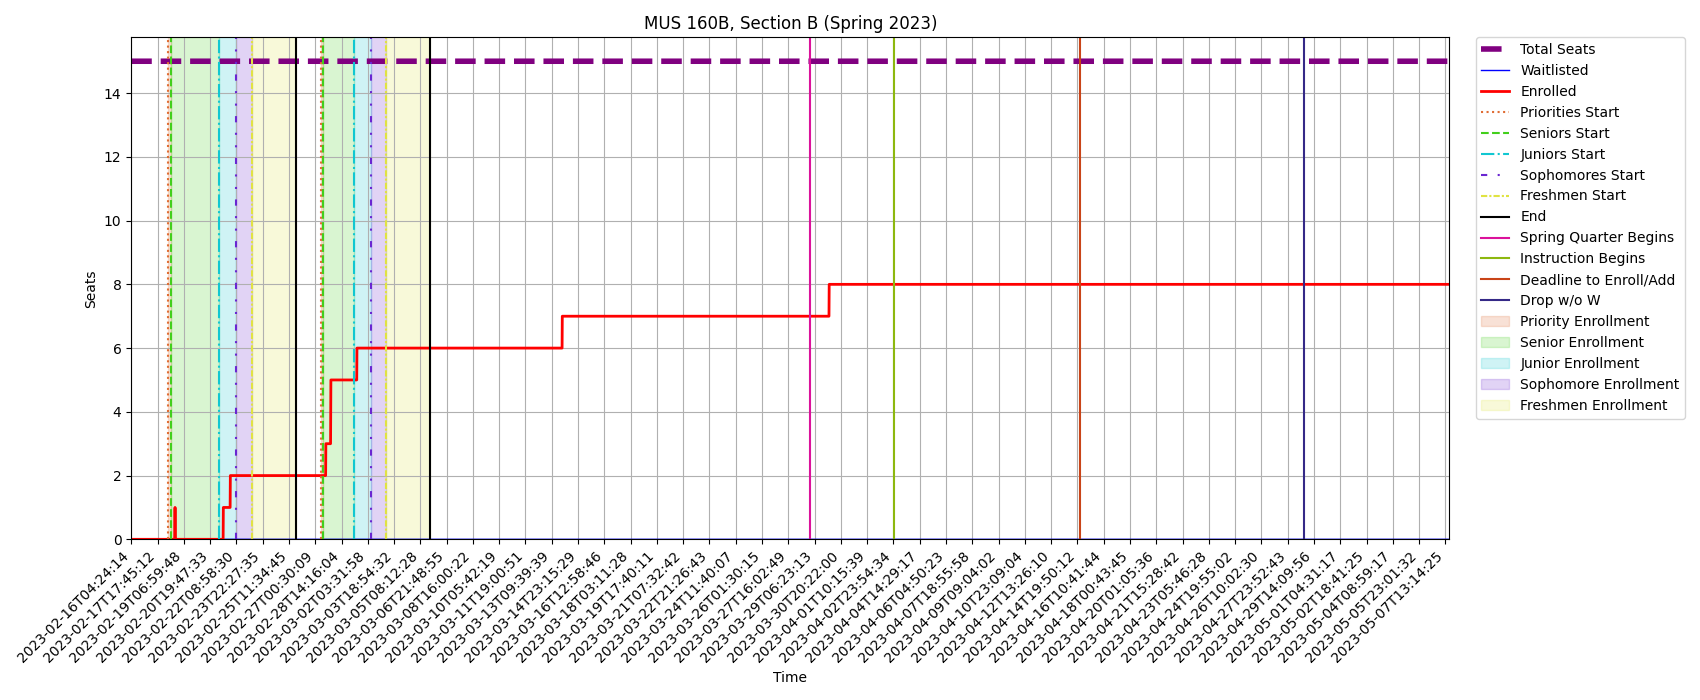 MUS 160B, Section B (Spring 2023)
Seats
14
12
10
8
6
4
2
0
2023-02-16T04:24:14
2023-02-17T17:45:12
2023-02-19T06:59:48
2023-02-20T19:47:33
2023-02-22T08:58:30
2023-02-23T22:27:35
2023-02-25T11:34:45
2023-02-27T00:30:09
2023-02-28T14:16:04
2023-03-02T03:31:58
2023-03-03T18:54:32
2023-03-05T08:12:28
2023-03-06T21:48:55
2023-03-08T16:00:22
2023-03-10T05:42:19
2023-03-11T19:00:51
2023-03-13T09:39:39
2023-03-14T23:15:29
2023-03-16T12:58:46
2023-03-18T03:11:28
2023-03-19T17:40:11
2023-03-21T07:32:42
2023-03-22T21:26:43
2023-03-24T11:40:07
2023-03-26T01:30:15
2023-03-27T16:02:49
2023-03-29T06:23:13
2023-03-30T20:22:00
2023-04-01T10:15:39
2023-04-02T23:54:34
2023-04-04T14:29:17
2023-04-06T04:50:23
2023-04-07T18:55:58
2023-04-09T09:04:02
2023-04-10T23:09:04
2023-04-12T13:26:10
2023-04-14T19:50:12
2023-04-16T10:41:44
2023-04-18T00:43:45
2023-04-20T01:05:36
2023-04-21T15:28:42
2023-04-23T05:46:28
2023-04-24T19:55:02
2023-04-26T10:02:30
2023-04-27T23:52:43
2023-04-29T14:09:56
2023-05-01T04:31:17
2023-05-02T18:41:25
2023-05-04T08:59:17
2023-05-05T23:01:32
2023-05-07T13:14:25
Time
Total Seats
Waitlisted
Enrolled
Priorities Start
Seniors Start
Juniors Start
Sophomores Start
Freshmen Start
End
Spring Quarter Begins
Instruction Begins
Deadline to Enroll/Add
Drop w/o W
Priority Enrollment
Senior Enrollment
Junior Enrollment
Sophomore Enrollment
Freshmen Enrollment